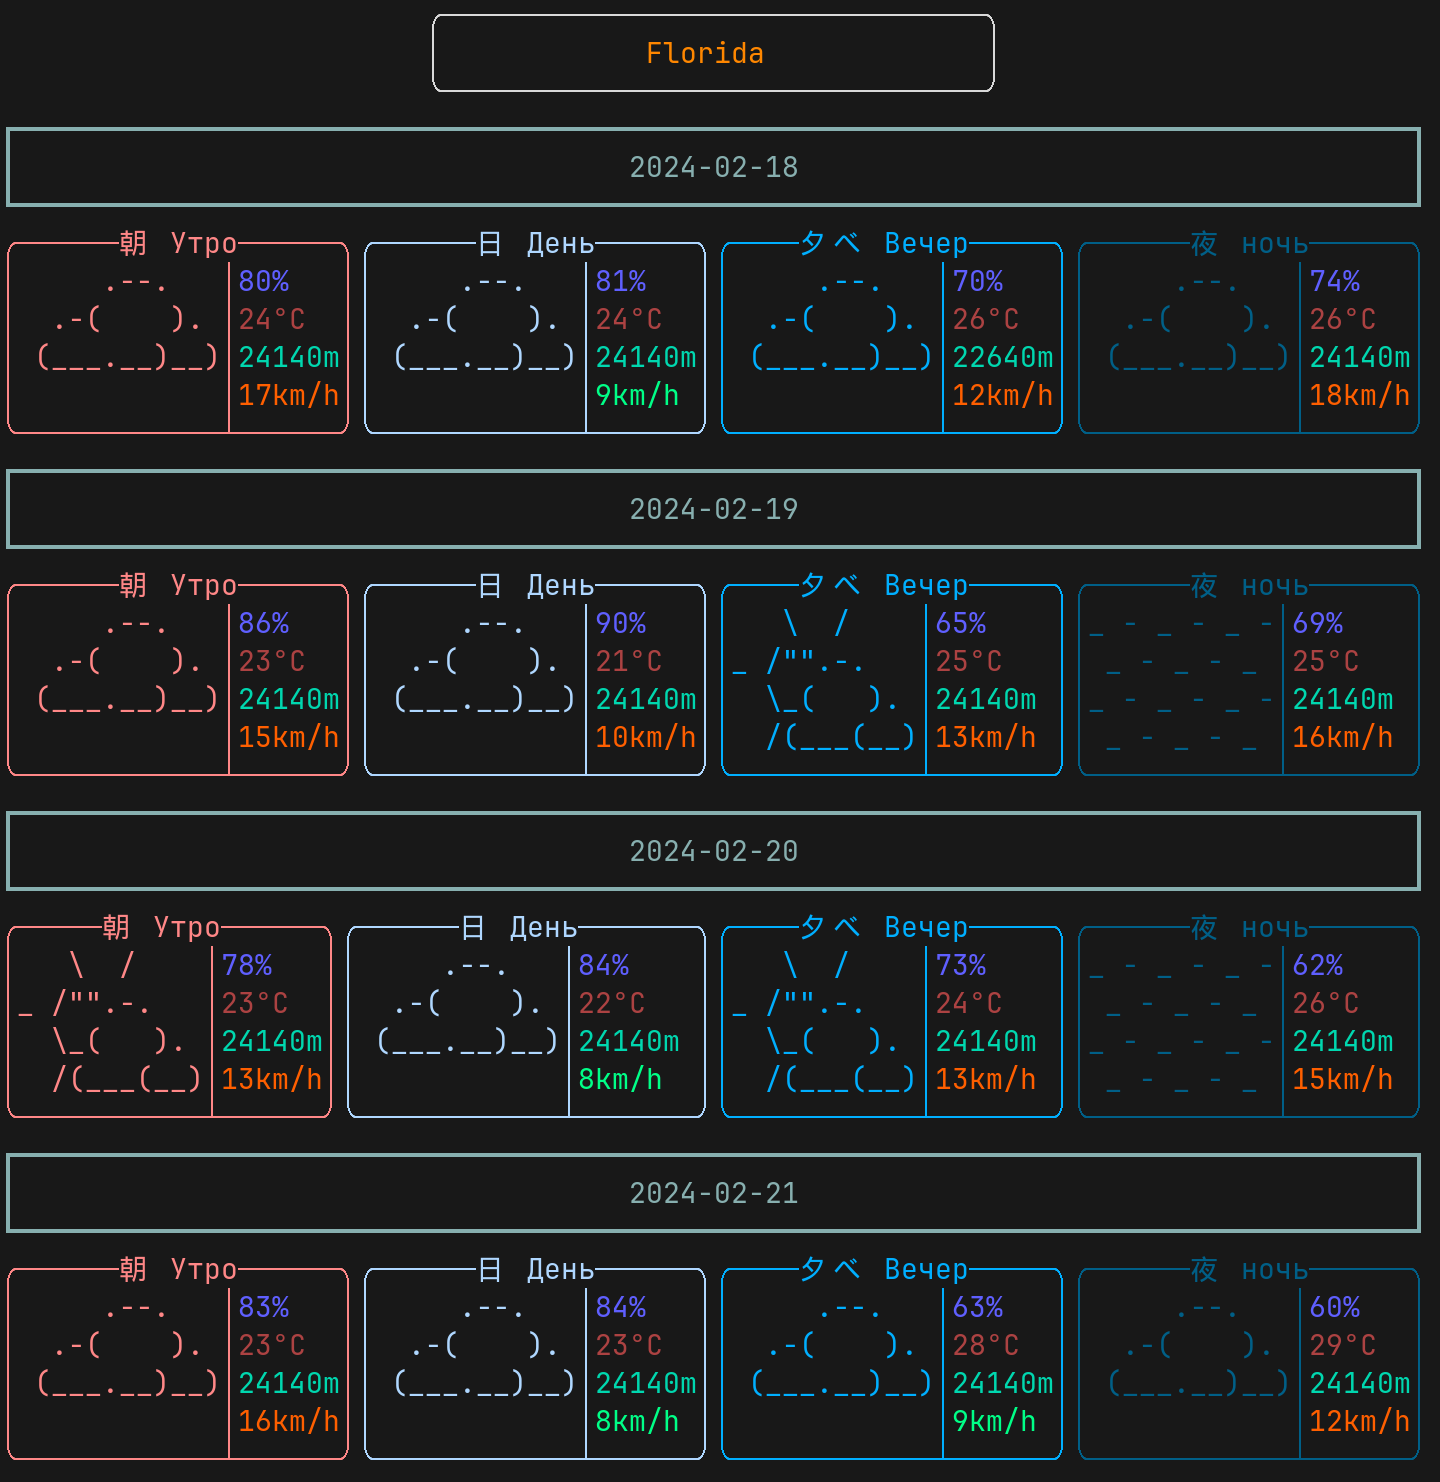 Florida
2024-02-18
朝 Утро 日 День 夕べ Вечер 夜 ночь
80% 81% 70% 74%
24°C 24°C 26°C 26°C
24140m 24140m 22640m 24140m
17km/h 9km/h 12km/h 18km/h
2024-02-19
朝 Утро 日 День 夕べ Вечер 夜 ночь
86% 90% 65% 69%
23°C 21°C 25°C 25°C
24140m 24140m 24140m 24140m
15km/h 10km/h 13km/h 16km/h
2024-02-20
朝 Утро 日 День 夕べ Вечер 夜 ночь
78% 84% 73% 62%
23°C 22°C 24°C 26°C
24140m 24140m 24140m 24140m
13km/h 8km/h 13km/h 15km/h
2024-02-21
朝 Утро 日 День 夕べ Вечер 夜 ночь
83% 84% 63% 60%
23°C 23°C 28°C 29°C
24140m 24140m 24140m 24140m
16km/h 8km/h 9km/h 12km/h